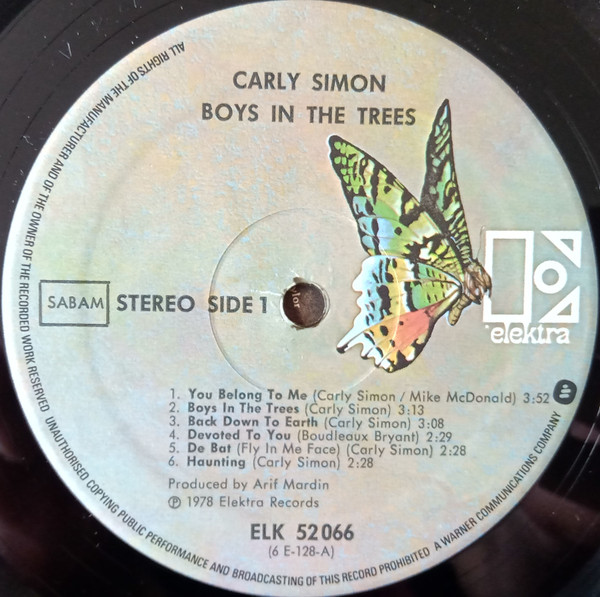 CARLY SIMON
BOYS IN THE TREES
elektra
SABAM
STEREO SIDE 1
1. You Belong To Me (Carly Simon / Mike McDonald) 3:52
2. Boys In The Trees (Carly Simon) 3:13
3. Back Down To Earth (Carly Simon) 3:08
4. Devoted To You (Boudleaux Bryant) 2:29
5. De Bat (Fly In Me Face) (Carly Simon) 2:28
6. Haunting (Carly Simon) 2:28
Produced by Arif Mardin
℗ 1978 Elektra Records
ELK 52 066
(6 E-128-A)
ALL RIGHTS OF THE MANUFACTURER AND OF THE OWNER OF THE RECORDED WORK RESERVED UNAUTHORISED COPYING PUBLIC PERFORMANCE AND BROADCASTING OF THIS RECORD PROHIBITED A WARNER COMMUNICATIONS COMPANY